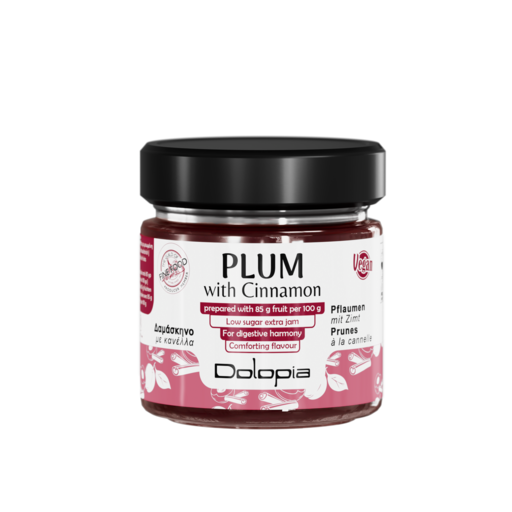 PLUM
with Cinnamon
prepared with 85 g fruit per 100 g
Low sugar extra jam
For digestive harmony
Comforting flavour
Dolopia
Δαμάσκηνο
με κανέλλα
Vegan
Pflaumen
mit Zimt
Prunes
à la cannelle